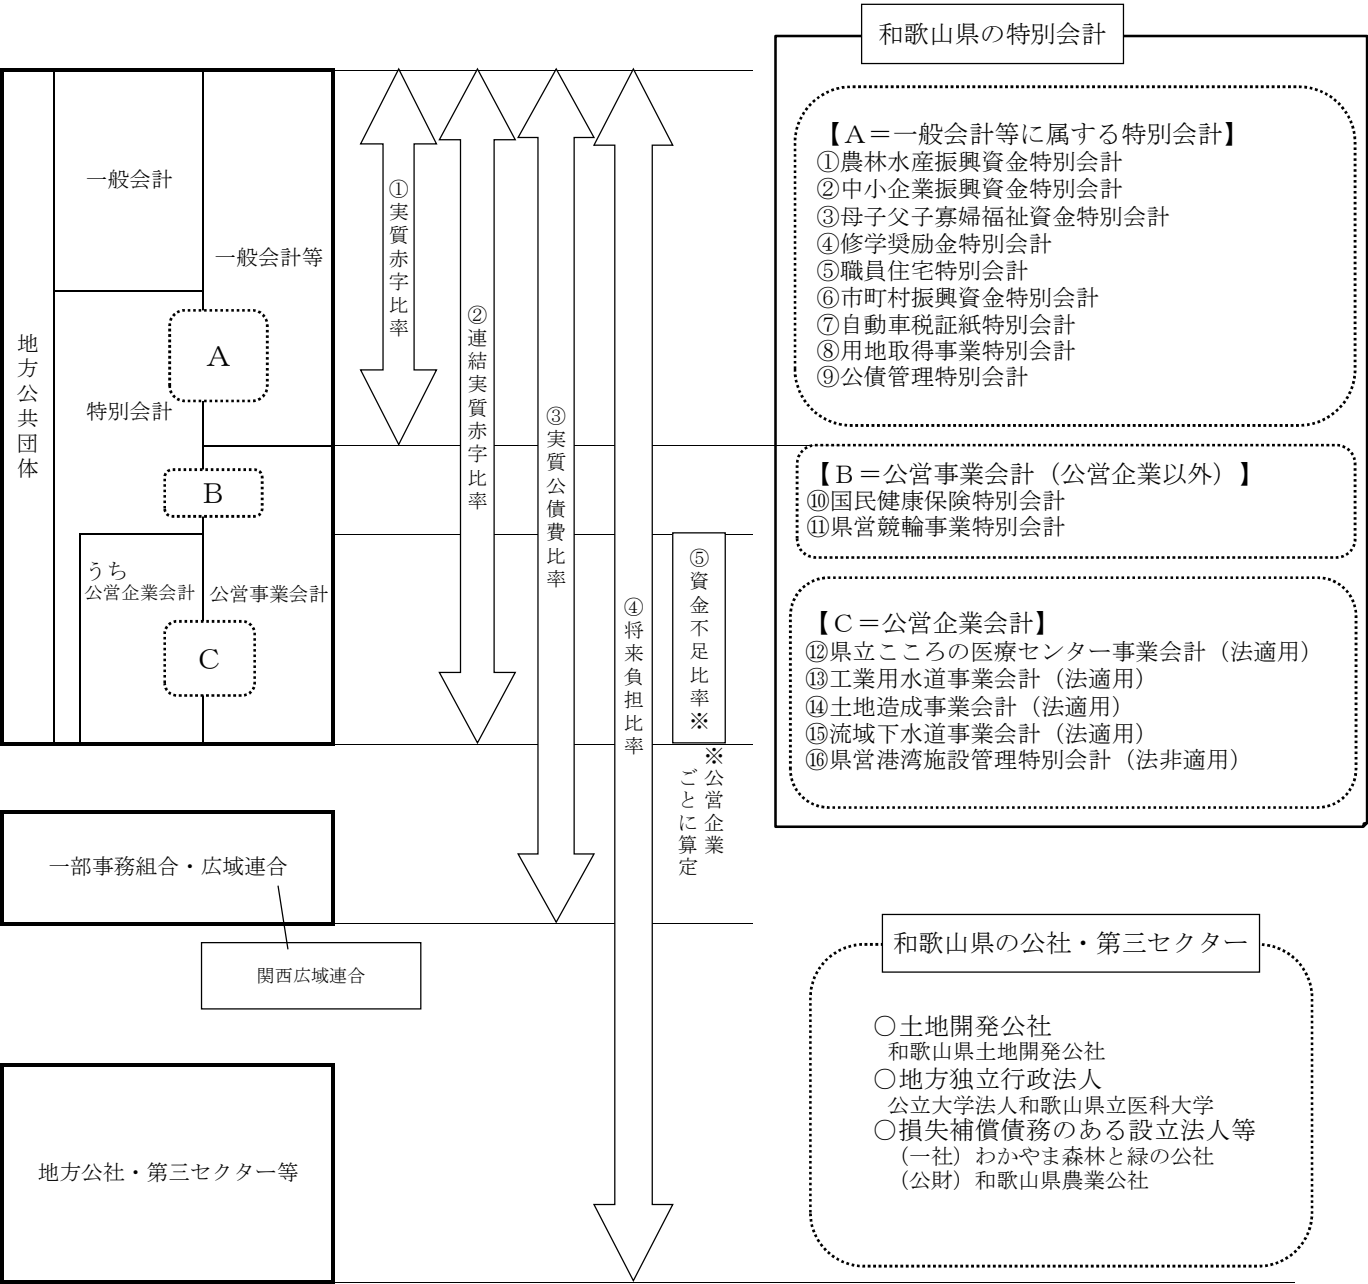 和歌山県の特別会計
一般会計
一般会計等
地方公共団体
A
特別会計
B
うち
公営企業会計
公営事業会計
C
①実質赤字比率
②連結実質赤字比率
③実質公債費比率
④将来負担比率
⑤資金不足比率※
※公営企業
ごとに算定
【A=一般会計等に属する特別会計】
①農林水産振興資金特別会計
②中小企業振興資金特別会計
③母子父子寡婦福祉資金特別会計
④修学奨励金特別会計
⑤職員住宅特別会計
⑥市町村振興資金特別会計
⑦自動車税証紙特別会計
⑧用地取得事業特別会計
⑨公債管理特別会計
【B=公営事業会計（公営企業以外）】
⑩国民健康保険特別会計
⑪県営競輪事業特別会計
【C=公営企業会計】
⑫県立こころの医療センター事業会計（法適用）
⑬工業用水道事業会計（法適用）
⑭土地造成事業会計（法適用）
⑮流域下水道事業会計（法適用）
⑯県営港湾施設管理特別会計（法非適用）
一部事務組合・広域連合
関西広域連合
地方公社・第三セクター等
和歌山県の公社・第三セクター
○土地開発公社
和歌山県土地開発公社
○地方独立行政法人
公立大学法人和歌山県立医科大学
○損失補償債務のある設立法人等
（一社）わかやま森林と緑の公社
（公財）和歌山県農業公社